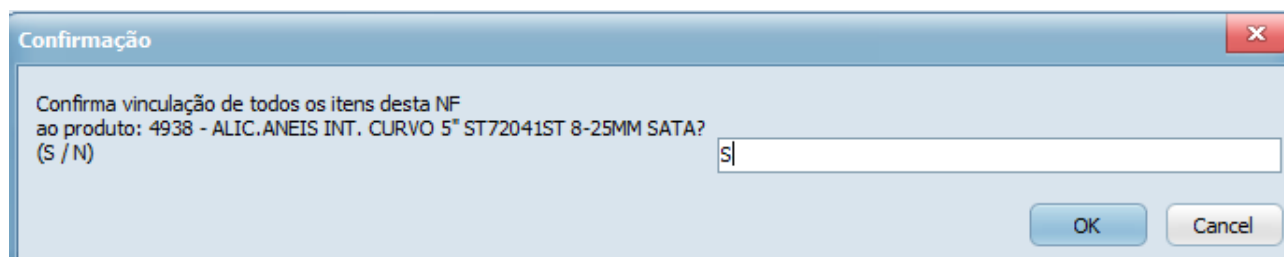 Confirmação
Confirma vinculação de todos os itens desta NF
ao produto: 4938 - ALIC.ANEIS INT. CURVO 5" ST72041ST 8-25MM SATA?
(S / N)
S
OK
Cancel